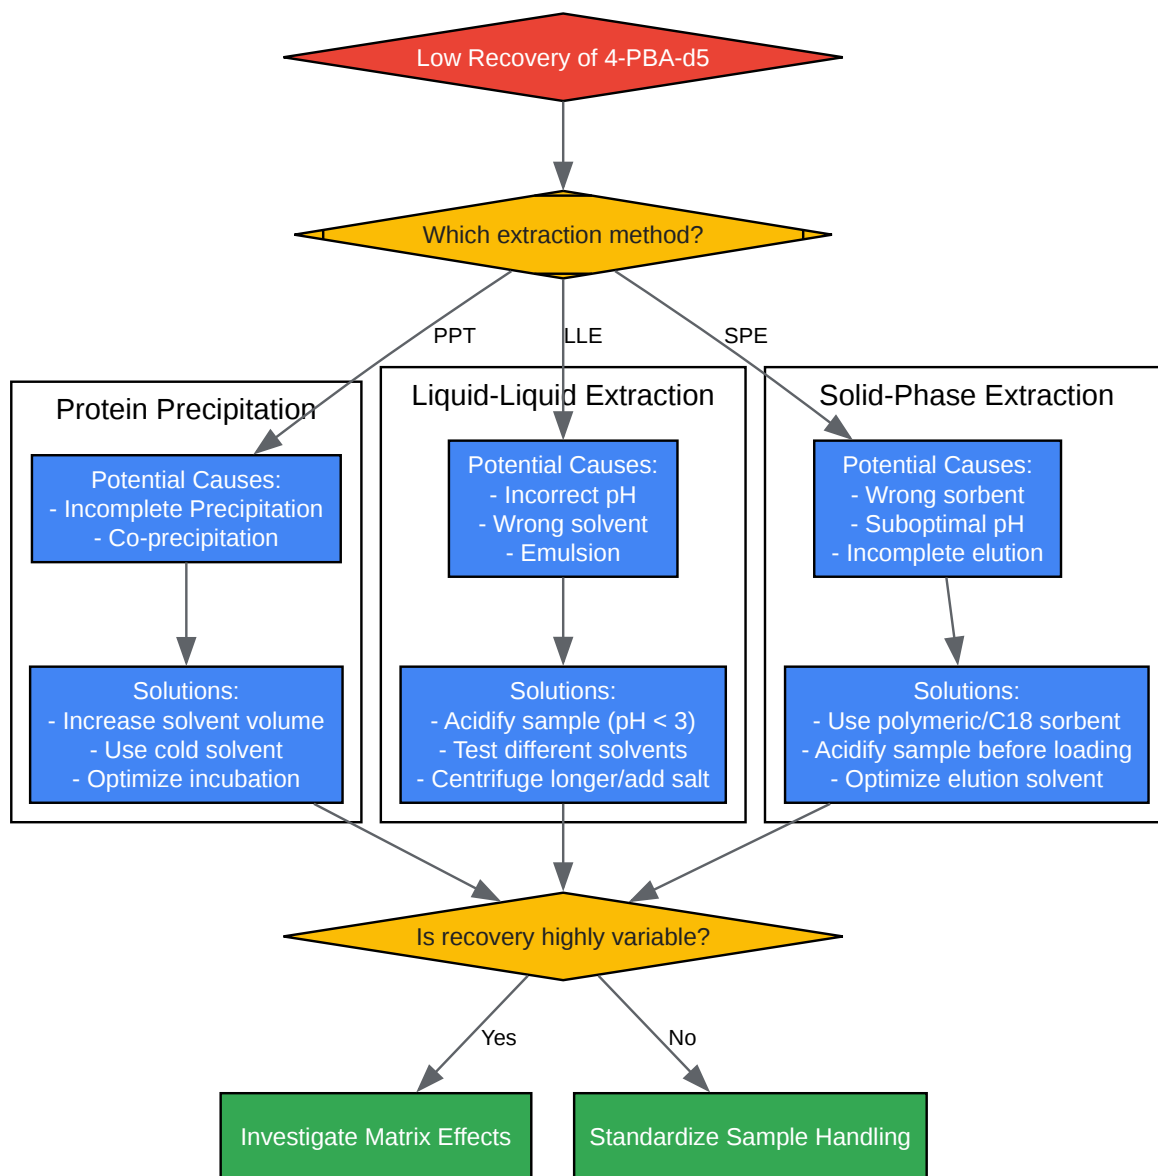 Low Recovery of 4-PBA-d5
Which extraction method?
PPT
LLE
SPE
Protein Precipitation
Potential Causes:
- Incomplete Precipitation
- Co-precipitation
Solutions:
- Increase solvent volume
- Use cold solvent
- Optimize incubation
Liquid-Liquid Extraction
Potential Causes:
- Incorrect pH
- Wrong solvent
- Emulsion
Solutions:
- Acidify sample (pH < 3)
- Test different solvents
- Centrifuge longer/add salt
Solid-Phase Extraction
Potential Causes:
- Wrong sorbent
- Suboptimal pH
- Incomplete elution
Solutions:
- Use polymeric/C18 sorbent
- Acidify sample before loading
- Optimize elution solvent
Is recovery highly variable?
Yes
No
Investigate Matrix Effects
Standardize Sample Handling